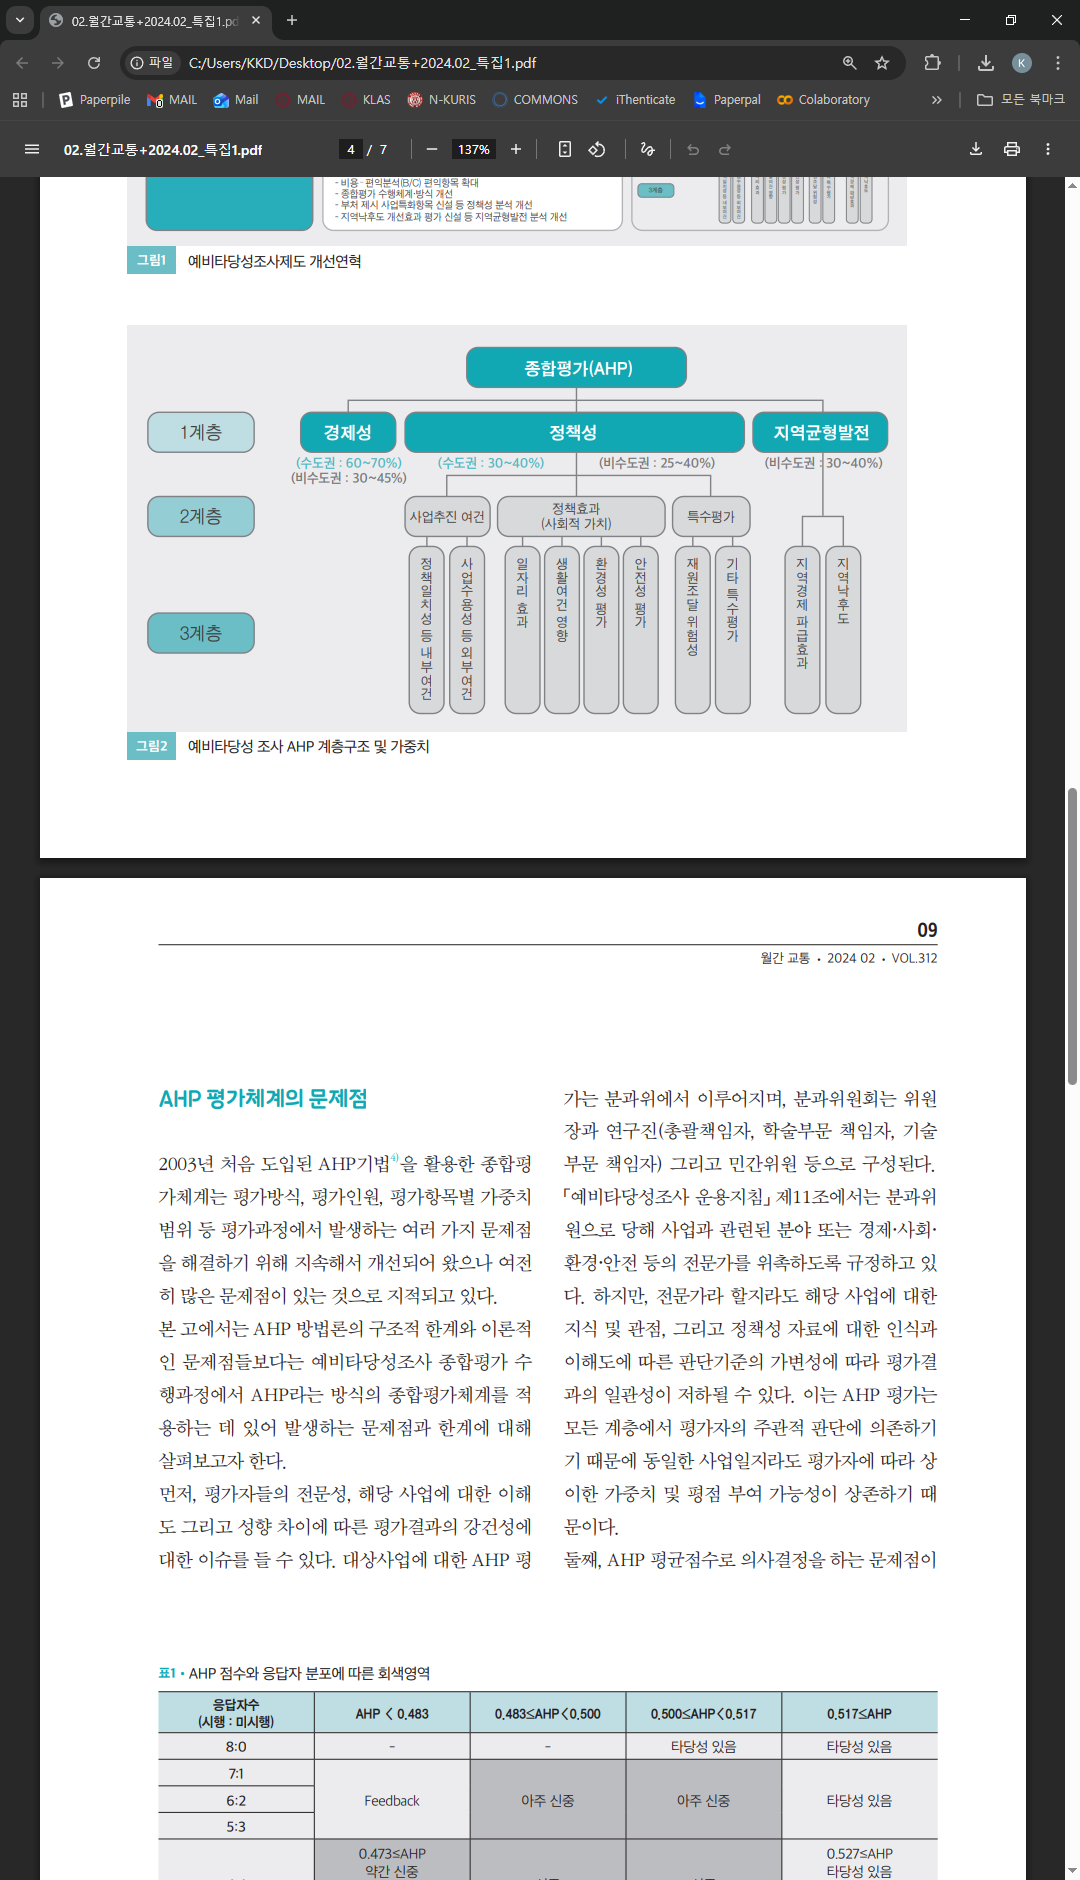 02.월간교통+2024.02_특집1.pd
파일
C:/Users/KKD/Desktop/02.월간교통+2024.02_특집1.pdf
K
Paperpile
MAIL
Mail
MAIL
KLAS
N-KURIS
COMMONS
iThenticate
Paperpal
Colaboratory
»
모든 북마크
02.월간교통+2024.02_특집1.pdf
4 / 7
137%
- 비용·편익분석(B/C) 편익항목 확대
- 종합평가 수행체계·방식 개선
- 부처 제시 사업특화항목 신설 등 정책성 분석 개선
- 지역낙후도 개선효과 평가 신설 등 지역균형발전 분석 개선
3계층
그림1 예비타당성조사제도 개선연혁
종합평가(AHP)
1계층
경제성
정책성
지역균형발전
(수도권 : 60~70%)
(비수도권 : 30~45%)
(수도권 : 30~40%)
(비수도권 : 25~40%)
(비수도권 : 30~40%)
2계층
사업추진 여건
정책효과
(사회적 가치)
특수평가
3계층
정책일치성 등 내부여건
사업수용성 등 외부여건
일자리 효과
생활여건 영향
환경성 평가
안전성 평가
재원조달 위험성
기타 특수평가
지역경제 파급효과
지역낙후도
그림2 예비타당성 조사 AHP 계층구조 및 가중치
09
월간 교통 • 2024 02 • VOL.312
AHP 평가체계의 문제점
2003년 처음 도입된 AHP기법4)을 활용한 종합평
가체계는 평가방식, 평가인원, 평가항목별 가중치
범위 등 평가과정에서 발생하는 여러 가지 문제점
을 해결하기 위해 지속해서 개선되어 왔으나 여전
히 많은 문제점이 있는 것으로 지적되고 있다.
본 고에서는 AHP 방법론의 구조적 한계와 이론적
인 문제점들보다는 예비타당성조사 종합평가 수
행과정에서 AHP라는 방식의 종합평가체계를 적
용하는 데 있어 발생하는 문제점과 한계에 대해
살펴보고자 한다.
먼저, 평가자들의 전문성, 해당 사업에 대한 이해
도 그리고 성향 차이에 따른 평가결과의 강건성에
대한 이슈를 들 수 있다. 대상사업에 대한 AHP 평
가는 분과위에서 이루어지며, 분과위원회는 위원
장과 연구진(총괄책임자, 학술부문 책임자, 기술
부문 책임자) 그리고 민간위원 등으로 구성된다.
「예비타당성조사 운용지침」 제11조에서는 분과위
원으로 당해 사업과 관련된 분야 또는 경제·사회·
환경·안전 등의 전문가를 위촉하도록 규정하고 있
다. 하지만, 전문가라 할지라도 해당 사업에 대한
지식 및 관점, 그리고 정책성 자료에 대한 인식과
이해도에 따른 판단기준의 가변성에 따라 평가결
과의 일관성이 저하될 수 있다. 이는 AHP 평가는
모든 계층에서 평가자의 주관적 판단에 의존하기
기 때문에 동일한 사업일지라도 평가자에 따라 상
이한 가중치 및 평점 부여 가능성이 상존하기 때
문이다.
둘째, AHP 평균점수로 의사결정을 하는 문제점이
표1 • AHP 점수와 응답자 분포에 따른 회색영역
응답자수
(시행 : 미시행)
AHP < 0.483
0.483≤AHP<0.500
0.500≤AHP<0.517
0.517≤AHP
8:0
-
-
타당성 있음
타당성 있음
7:1
6:2
5:3
Feedback
아주 신중
아주 신중
타당성 있음
0.473≤AHP
약간 신중
0.527≤AHP
타당성 있음